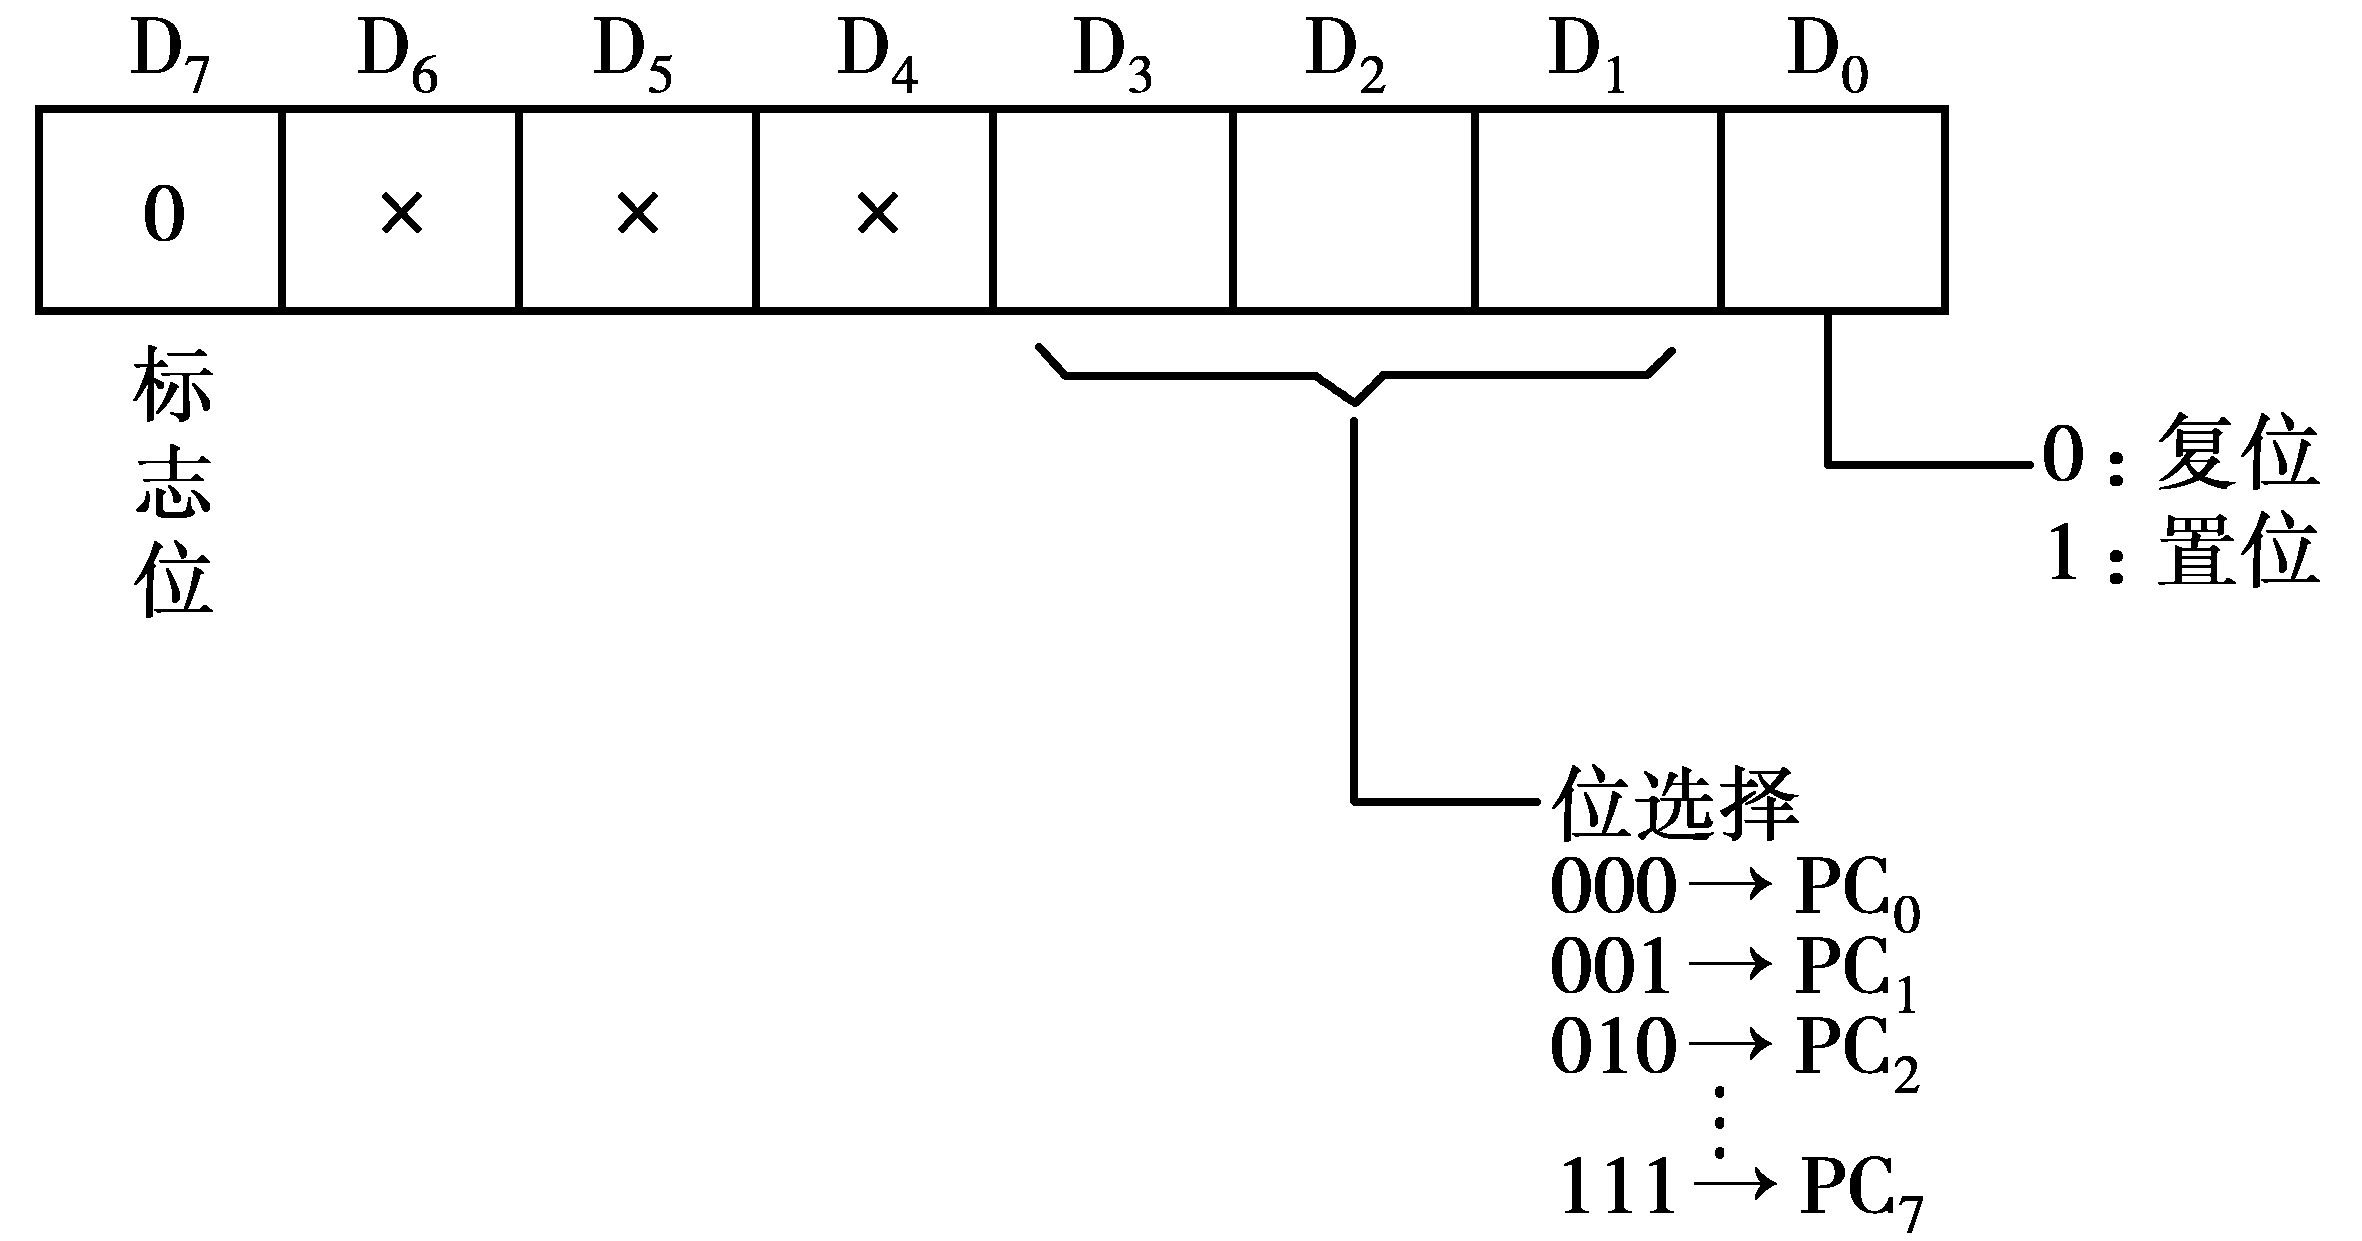 D₇ D₆ D₅ D₄ D₃ D₂ D₁ D₀
0 × × ×
标志位
0：复位
1：置位
位选择
000→PC₀
001→PC₁
010→PC₂
⋮
111→PC₇